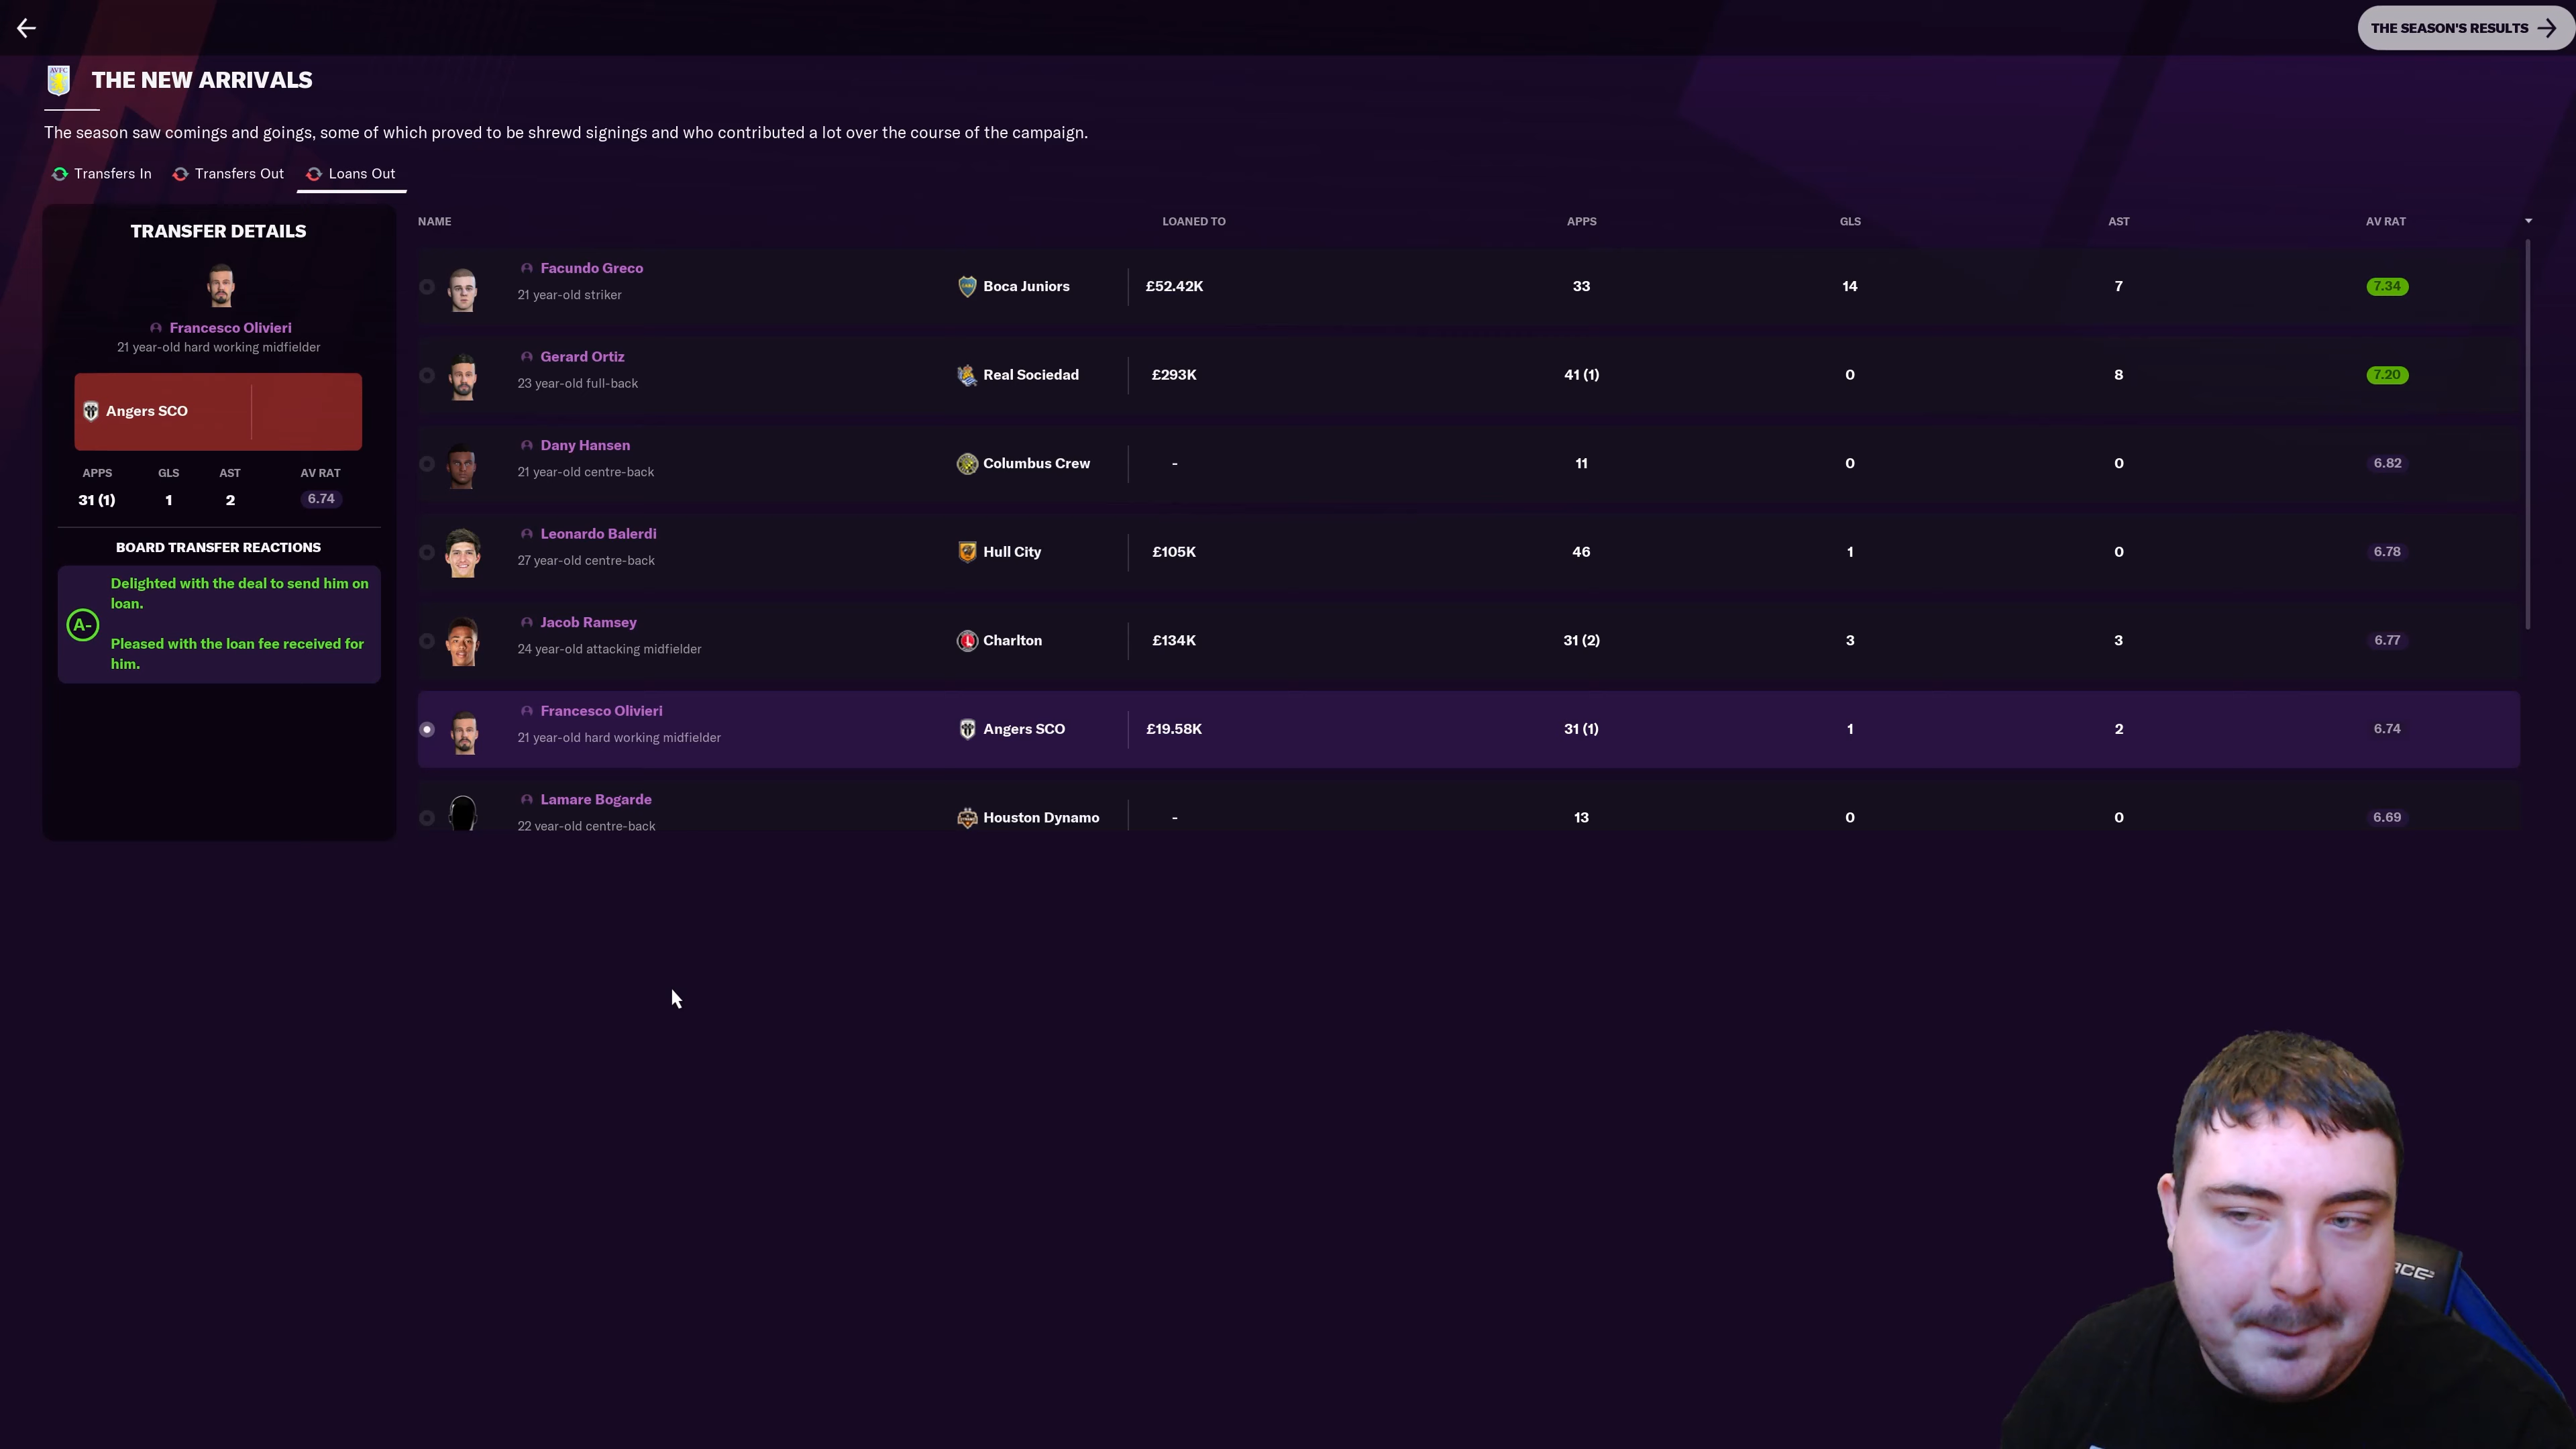 THE SEASON'S RESULTS
AVFC
THE NEW ARRIVALS
The season saw comings and goings, some of which proved to be shrewd signings and who contributed a lot over the course of the campaign.
Transfers In Transfers Out Loans Out
TRANSFER DETAILS
Francesco Olivieri
21 year-old hard working midfielder
Angers SCO
APPS GLS AST AV RAT
31 (1) 1 2 6.74
BOARD TRANSFER REACTIONS
A-
Delighted with the deal to send him on
loan.
Pleased with the loan fee received for
him.
NAME LOANED TO APPS GLS AST AV RAT
Facundo Greco
21 year-old striker
Boca Juniors £52.42K 33 14 7 7.34
Gerard Ortiz
23 year-old full-back
Real Sociedad £293K 41 (1) 0 8 7.20
Dany Hansen
21 year-old centre-back
Columbus Crew - 11 0 0 6.82
Leonardo Balerdi
27 year-old centre-back
Hull City £105K 46 1 0 6.78
Jacob Ramsey
24 year-old attacking midfielder
Charlton £134K 31 (2) 3 3 6.77
Francesco Olivieri
21 year-old hard working midfielder
Angers SCO £19.58K 31 (1) 1 2 6.74
Lamare Bogarde
22 year-old centre-back
Houston Dynamo - 13 0 0 6.69